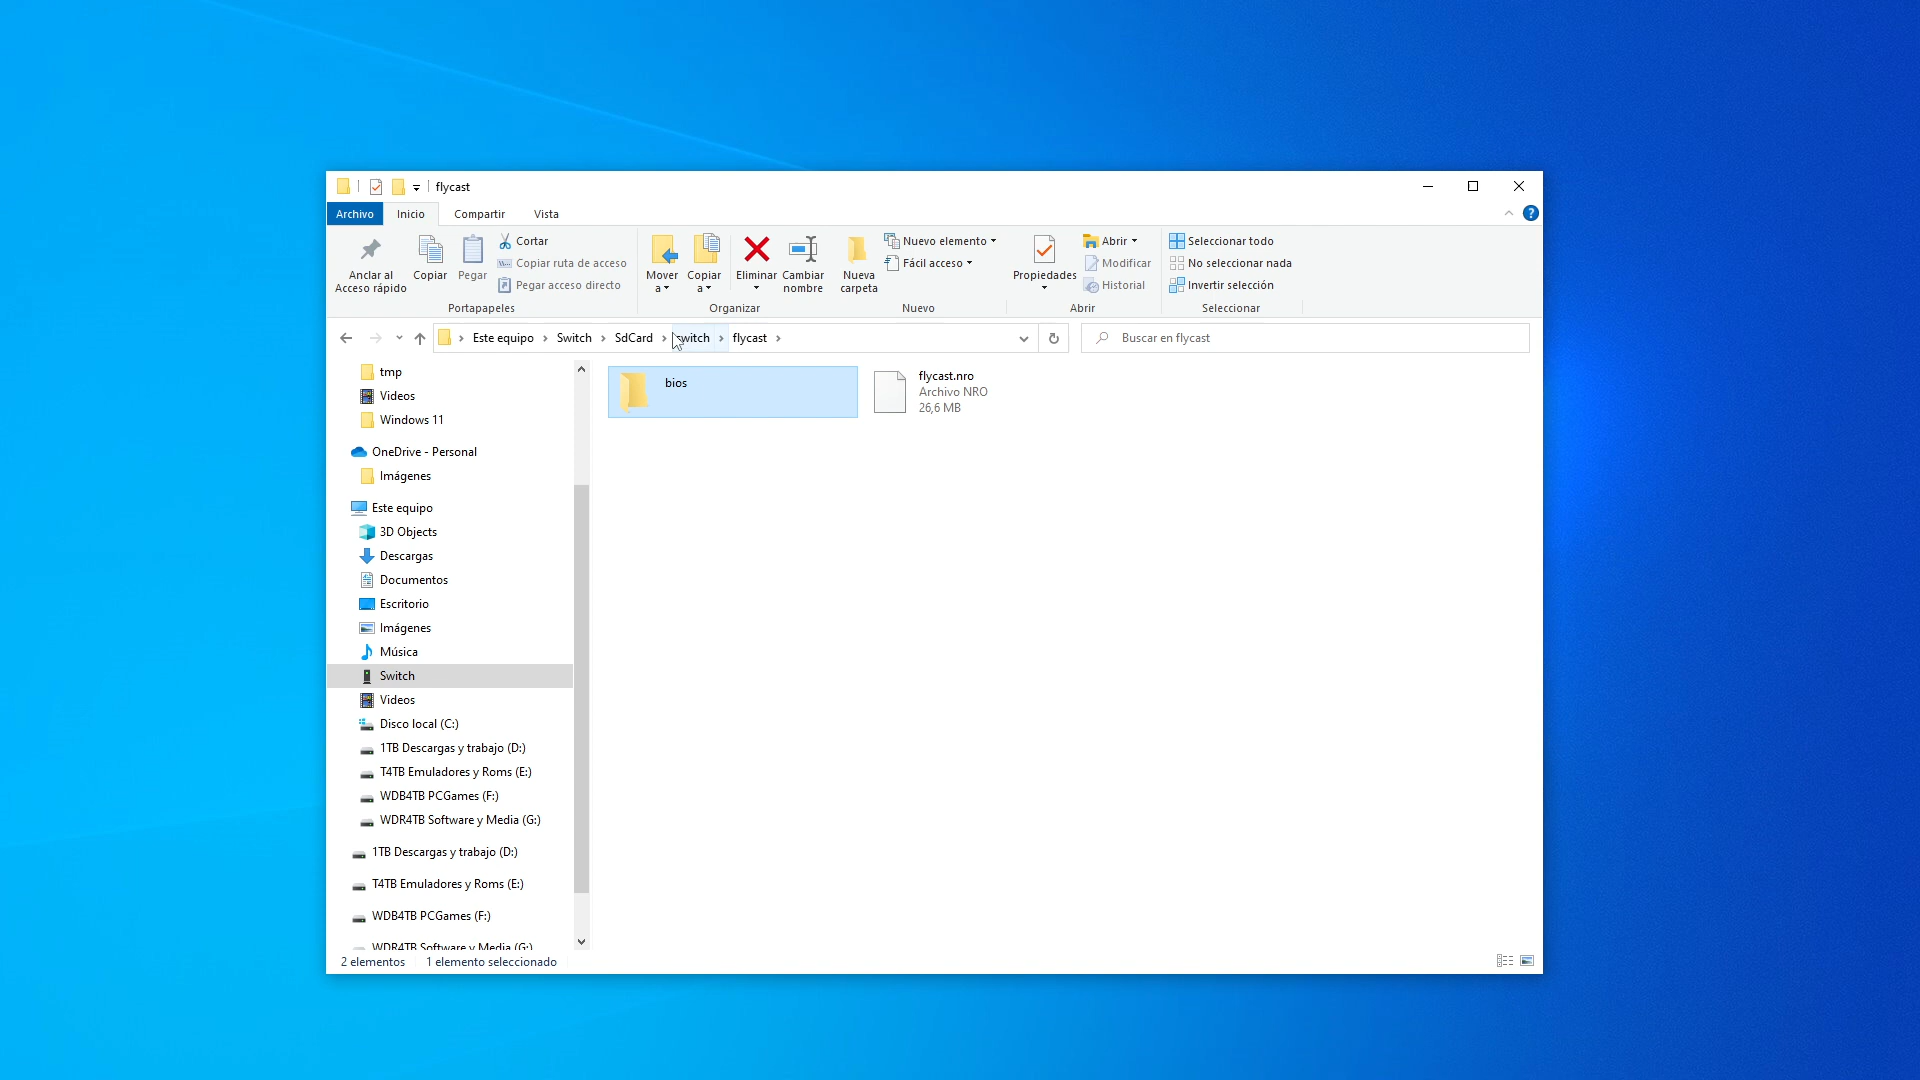 flycast
Archivo Inicio Compartir Vista
Anclar al
Acceso rápido
Copiar
Pegar
Cortar
Copiar ruta de acceso
Pegar acceso directo
Portapapeles
Mover
a
Copiar
a
Eliminar
Cambiar
nombre
Organizar
Nueva
carpeta
Nuevo elemento
Fácil acceso
Nuevo
Propiedades
Abrir
Modificar
Historial
Abrir
Seleccionar todo
No seleccionar nada
Invertir selección
Seleccionar
Este equipo > Switch > SdCard > switch > flycast >
Buscar en flycast
tmp
Videos
Windows 11
OneDrive - Personal
Imágenes
Este equipo
3D Objects
Descargas
Documentos
Escritorio
Imágenes
Música
Switch
Videos
Disco local (C:)
1TB Descargas y trabajo (D:)
T4TB Emuladores y Roms (E:)
WDB4TB PCGames (F:)
WDR4TB Software y Media (G:)
1TB Descargas y trabajo (D:)
T4TB Emuladores y Roms (E:)
WDB4TB PCGames (F:)
WDR4TB Software y Media (G:)
bios
flycast.nro
Archivo NRO
26,6 MB
2 elementos 1 elemento seleccionado